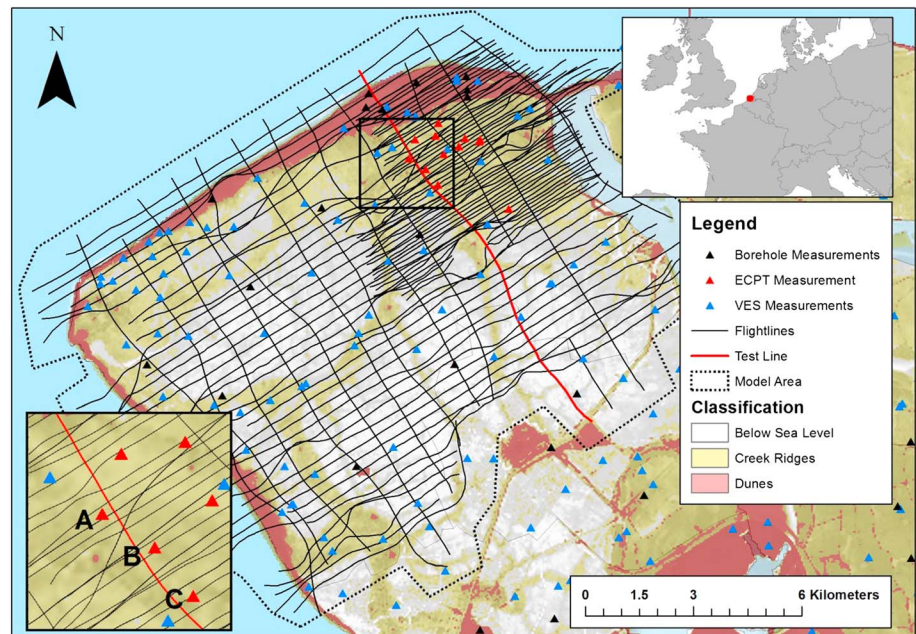 N
Legend
Borehole Measurements
ECPT Measurement
VES Measurements
Flightlines
Test Line
Model Area
Classification
Below Sea Level
Creek Ridges
Dunes
A
B
C
0 1.5 3 6 Kilometers